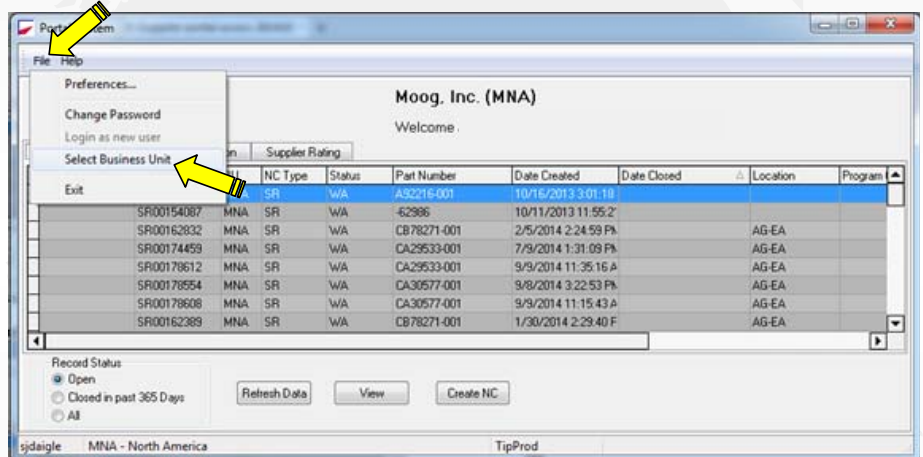 File Help
Preferences...
Change Password
Login as new user
Select Business Unit
Exit
Moog, Inc. (MNA)
Welcome
Supplier Rating
NC Type Status Part Number Date Created Date Closed Location Program
SR WA A92216-001 10/16/2013 3:01:18
SR00154087 MNA SR WA -62986 10/11/2013 11:55:2
SR00162832 MNA SR WA CB78271-001 2/5/2014 2:24:59 PM AG-EA
SR00174459 MNA SR WA CA29533-001 7/9/2014 1:31:09 PM AG-EA
SR00178612 MNA SR WA CA29533-001 9/9/2014 11:35:16 A AG-EA
SR00178554 MNA SR WA CA30577-001 9/8/2014 3:22:53 PM AG-EA
SR00178608 MNA SR WA CA30577-001 9/9/2014 11:15:43 A AG-EA
SR00162389 MNA SR WA CB78271-001 1/30/2014 2:29:40 F AG-EA
Record Status
Open
Closed in past 365 Days
All
Refresh Data View Create NC
sjdaigle MNA - North America TipProd